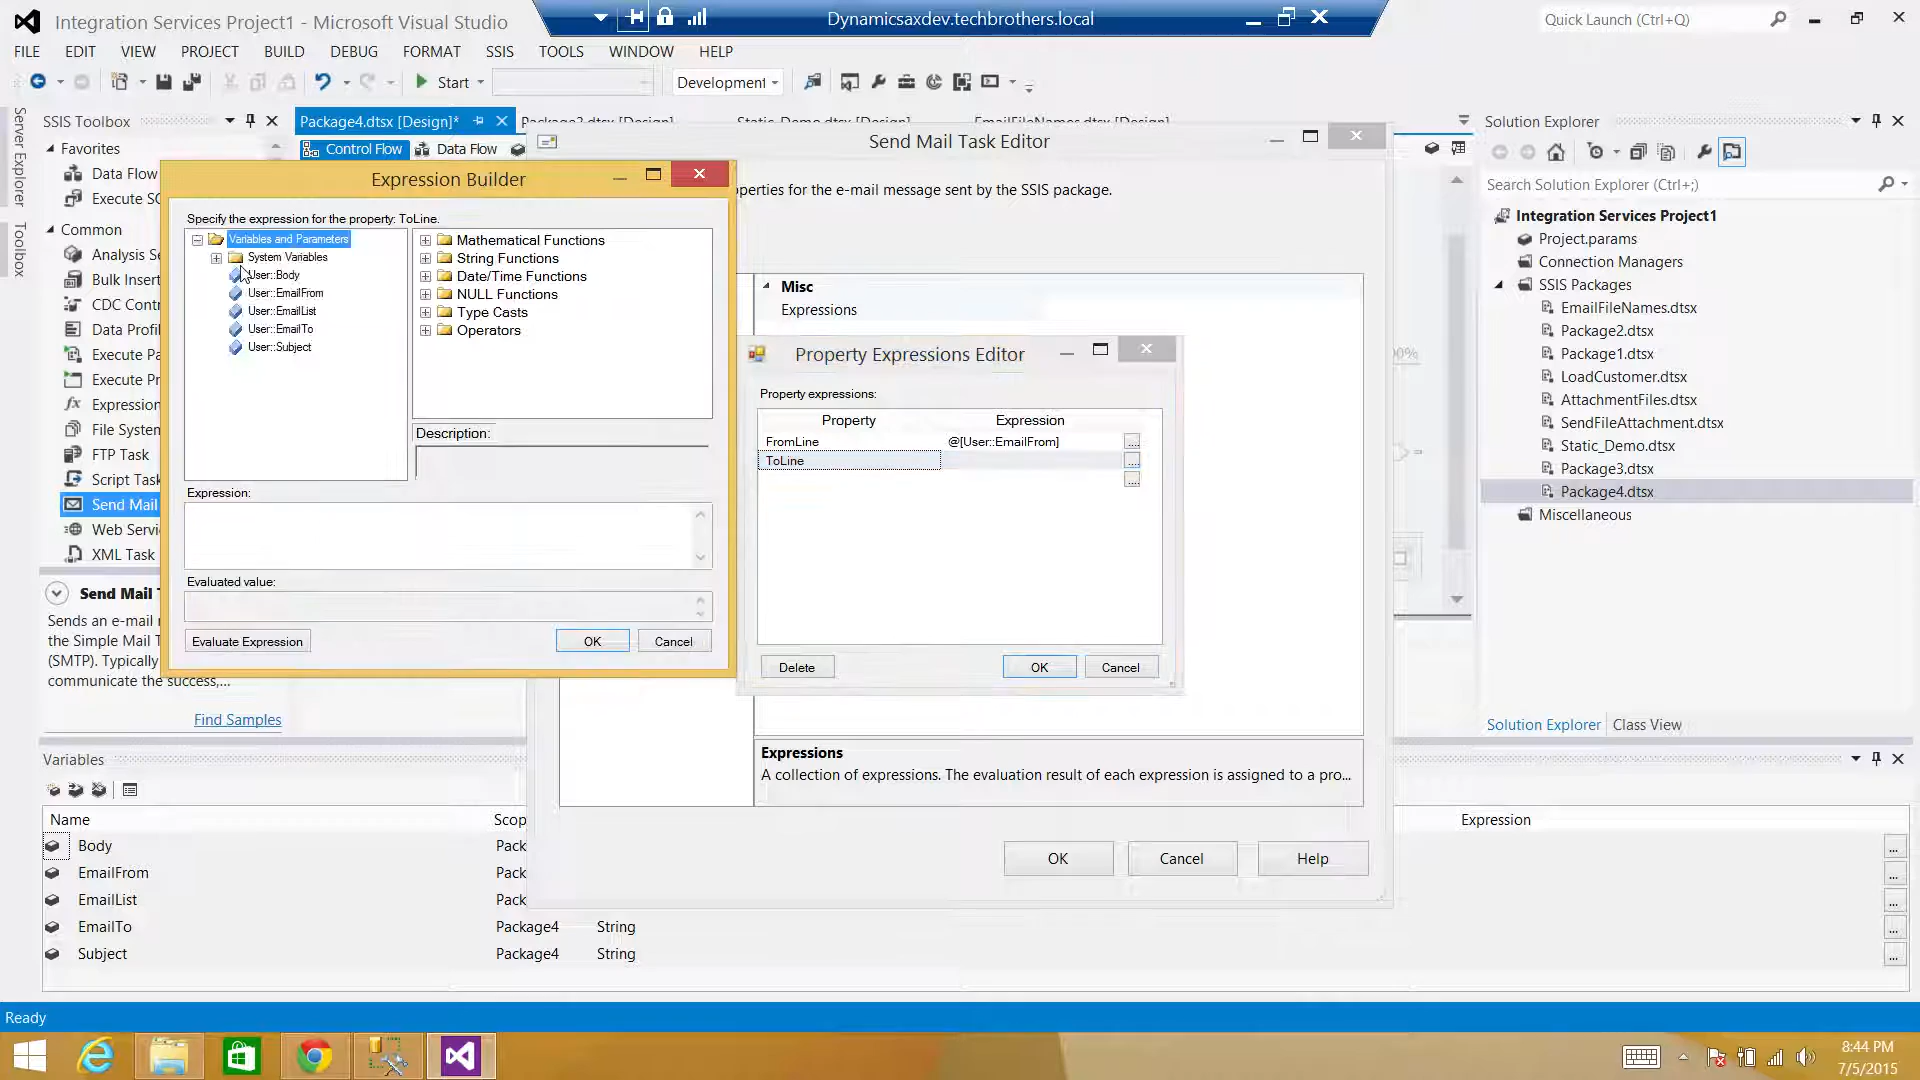 Integration Services Project1 - Microsoft Visual Studio
Dynamicsaxdev.techbrothers.local
Quick Launch (Ctrl+Q)
FILE EDIT VIEW PROJECT BUILD DEBUG FORMAT SSIS TOOLS WINDOW HELP
Start
Development
Server Explorer
Toolbox
SSIS Toolbox
Package4.dtsx [Design]*
Static_Demo.dtsx [Design]
EmailFileNames.dtsx [Design]
Control Flow
Data Flow
Favorites
Data Flow
Execute SC
Common
Analysis Se
Bulk Insert
CDC Contr
Data Profil
Execute Pa
Execute Pr
Expression
File System
FTP Task
Script Task
Send Mail
Web Servi
XML Task
Send Mail T
Sends an e-mail
the Simple Mail T
(SMTP). Typically
communicate the success,...
Find Samples
Expression Builder
Specify the expression for the property: ToLine.
Variables and Parameters
System Variables
User::Body
User::EmailFrom
User::EmailList
User::EmailTo
User::Subject
Mathematical Functions
String Functions
Date/Time Functions
NULL Functions
Type Casts
Operators
Description:
Expression:
Evaluated value:
Evaluate Expression
OK
Cancel
Send Mail Task Editor
operties for the e-mail message sent by the SSIS package.
Misc
Expressions
Property Expressions Editor
Property expressions:
Property Expression
FromLine @[User::EmailFrom]
ToLine
Delete
OK
Cancel
Expressions
A collection of expressions. The evaluation result of each expression is assigned to a pro...
OK
Cancel
Help
Solution Explorer
Search Solution Explorer (Ctrl+;)
Integration Services Project1
Project.params
Connection Managers
SSIS Packages
EmailFileNames.dtsx
Package2.dtsx
Package1.dtsx
LoadCustomer.dtsx
AttachmentFiles.dtsx
SendFileAttachment.dtsx
Static_Demo.dtsx
Package3.dtsx
Package4.dtsx
Miscellaneous
Solution Explorer
Class View
Variables
Name Scop Expression
Body Pack
EmailFrom Pack
EmailList Pack
EmailTo Package4 String
Subject Package4 String
Ready
8:44 PM
7/5/2015